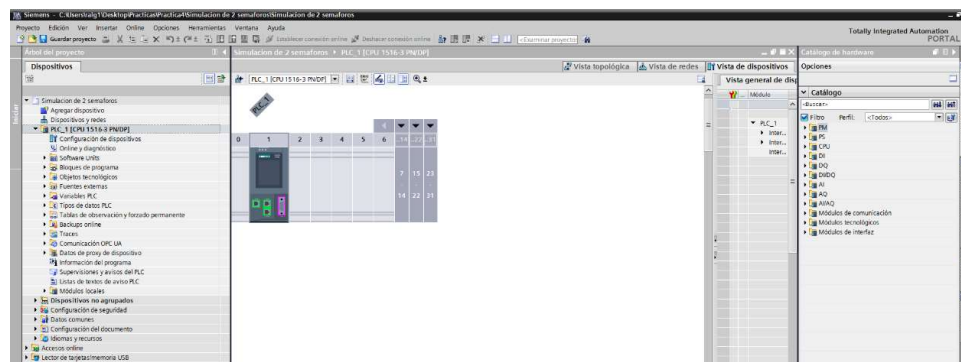 Siemens - C:\Users\raig1\Desktop\Practicas\Practica4\Simulacion de 2 semaforos\Simulacion de 2 semaforos
Proyecto Edición Ver Insertar Online Opciones Herramientas Ventana Ayuda
Totally Integrated Automation
PORTAL
Guardar proyecto
Establecer conexión online
Deshacer conexión online
<Examinar proyecto>
Árbol del proyecto
Simulacion de 2 semaforos ▸ PLC_1 [CPU 1516-3 PN/DP]
Catálogo de hardware
Dispositivos
Vista topológica
Vista de redes
Vista de dispositivos
Opciones
PLC_1 [CPU 1516-3 PN/DP]
Vista general de disp
Módulo
Catálogo
<Buscar>
Filtro Perfil: <Todos>
Iniciar
Simulacion de 2 semaforos
Agregar dispositivo
Dispositivos y redes
PLC_1 [CPU 1516-3 PN/DP]
Configuración de dispositivos
Online y diagnóstico
Software Units
Bloques de programa
Objetos tecnológicos
Fuentes externas
Variables PLC
Tipos de datos PLC
Tablas de observación y forzado permanente
Backups online
Traces
Comunicación OPC UA
Datos de proxy de dispositivo
Información del programa
Supervisiones y avisos del PLC
Listas de textos de aviso PLC
Módulos locales
Dispositivos no agrupados
Configuración de seguridad
Datos comunes
Configuración del documento
Idiomas y recursos
Accesos online
Lector de tarjetas/memoria USB
PLC_1
0 1 2 3 4 5 6
7 15 23
14 22 31
PLC_1
Inter...
Inter...
Inter...
PM
PS
CPU
DI
DQ
DI/DQ
AI
AQ
AI/AQ
Módulos de comunicación
Módulos tecnológicos
Módulos de interfaz